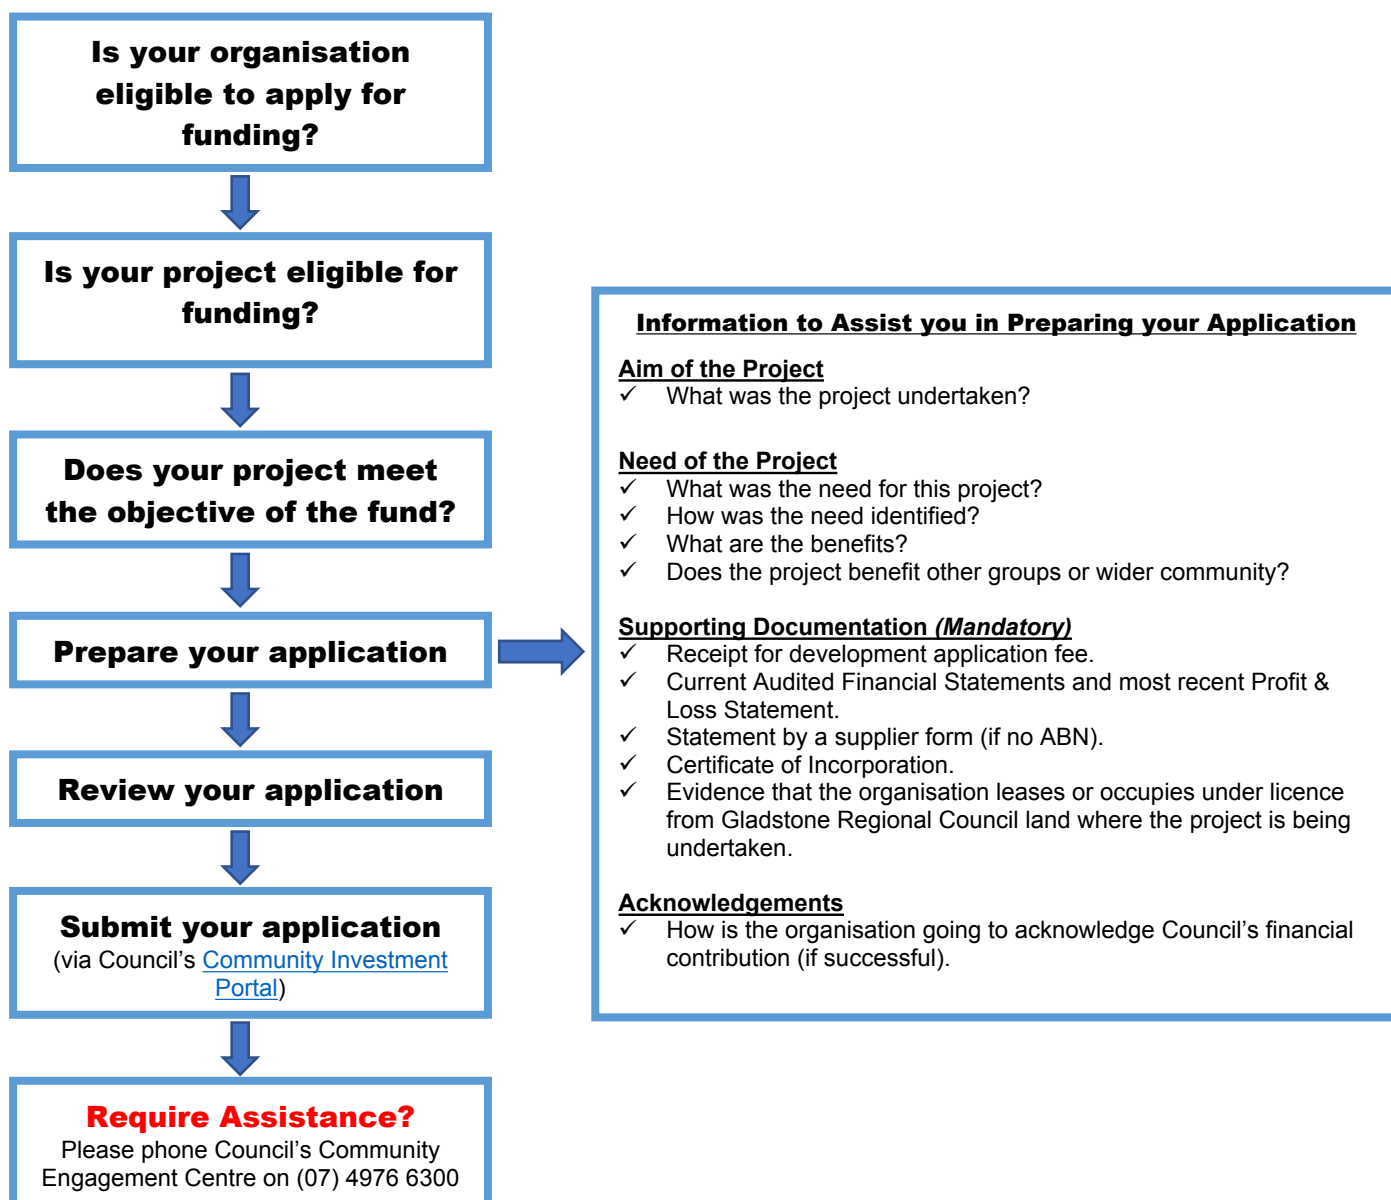 Is your organisation
eligible to apply for
funding?
Is your project eligible for
funding?
Does your project meet
the objective of the fund?
Prepare your application
Review your application
Submit your application
(via Council’s Community Investment
Portal)
Require Assistance?
Please phone Council’s Community
Engagement Centre on (07) 4976 6300
Information to Assist you in Preparing your Application
Aim of the Project
✓ What was the project undertaken?
Need of the Project
✓ What was the need for this project?
✓ How was the need identified?
✓ What are the benefits?
✓ Does the project benefit other groups or wider community?
Supporting Documentation (Mandatory)
✓ Receipt for development application fee.
✓ Current Audited Financial Statements and most recent Profit &
Loss Statement.
✓ Statement by a supplier form (if no ABN).
✓ Certificate of Incorporation.
✓ Evidence that the organisation leases or occupies under licence
from Gladstone Regional Council land where the project is being
undertaken.
Acknowledgements
✓ How is the organisation going to acknowledge Council’s financial
contribution (if successful).